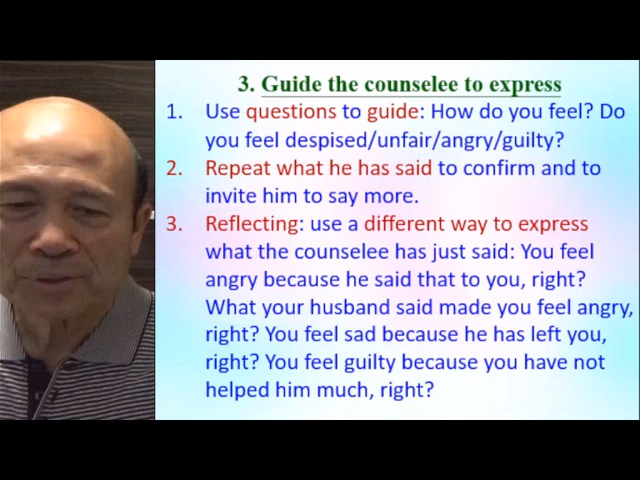 3. Guide the counselee to express
1. Use questions to guide: How do you feel? Do
you feel despised/unfair/angry/guilty?
2. Repeat what he has said to confirm and to
invite him to say more.
3. Reflecting: use a different way to express
what the counselee has just said: You feel
angry because he said that to you, right?
What your husband said made you feel angry,
right? You feel sad because he has left you,
right? You feel guilty because you have not
helped him much, right?